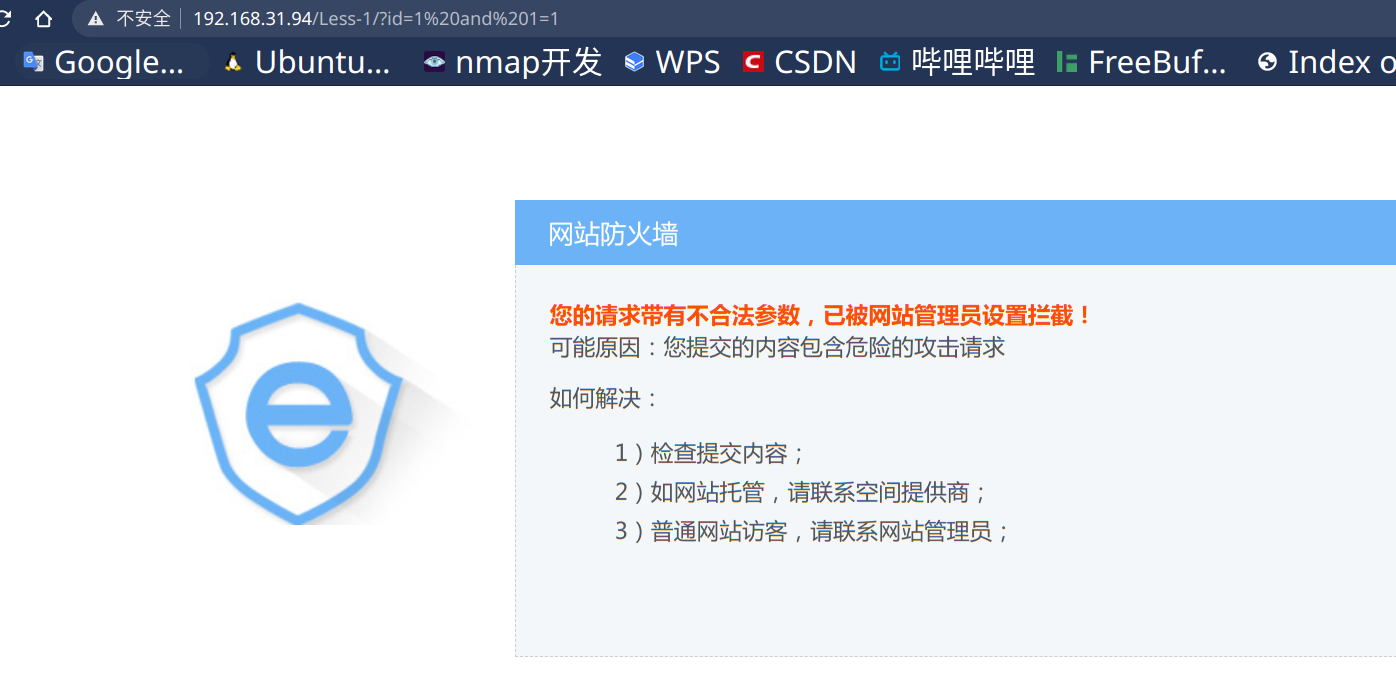 不安全 192.168.31.94/Less-1/?id=1%20and%201=1
Google... Ubuntu... nmap开发 WPS CSDN 哔哩哔哩 FreeBuf... Index o
网站防火墙
您的请求带有不合法参数，已被网站管理员设置拦截！
可能原因：您提交的内容包含危险的攻击请求
如何解决：
1）检查提交内容；
2）如网站托管，请联系空间提供商；
3）普通网站访客，请联系网站管理员；